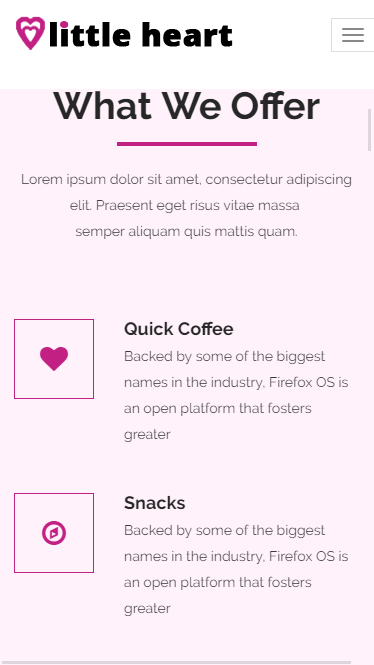 little heart
What We Offer
Lorem ipsum dolor sit amet, consectetur adipiscing
elit. Praesent eget risus vitae massa
semper aliquam quis mattis quam.
Quick Coffee
Backed by some of the biggest
names in the industry, Firefox OS is
an open platform that fosters
greater
Snacks
Backed by some of the biggest
names in the industry, Firefox OS is
an open platform that fosters
greater